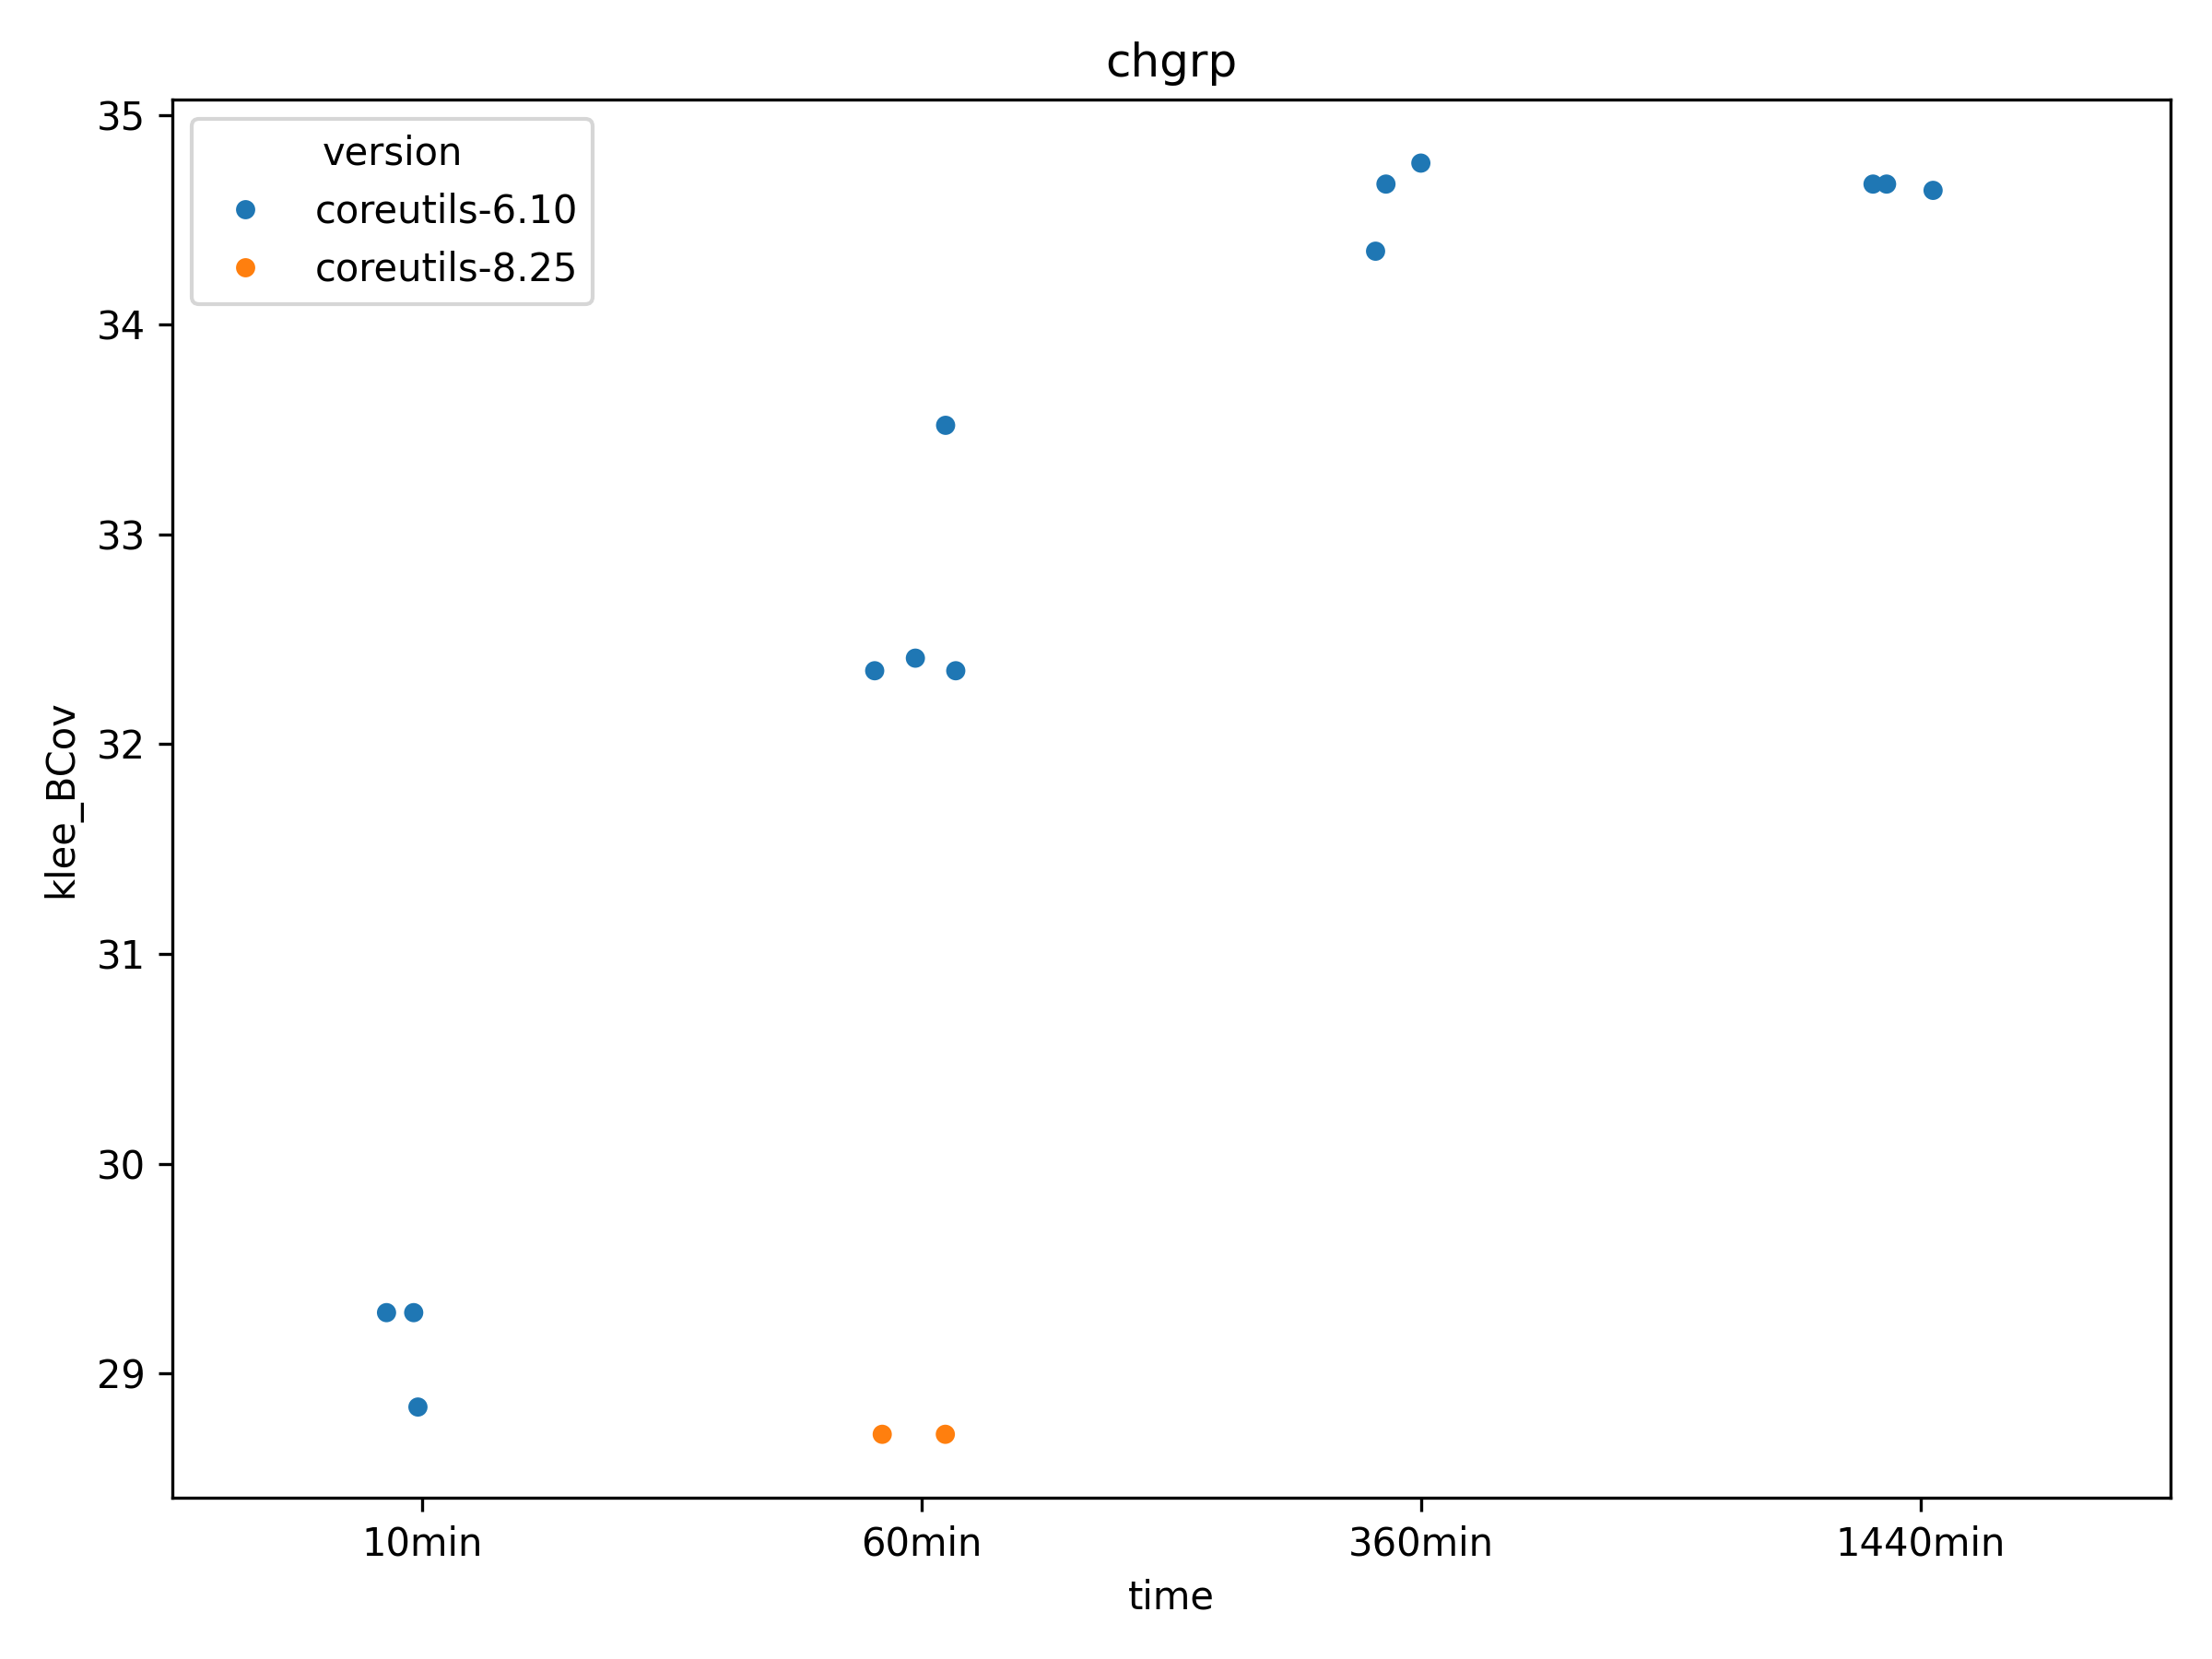 chgrp
version
coreutils-6.10
coreutils-8.25
35
34
33
32
31
30
29
klee_BCov
10min 60min 360min 1440min
time